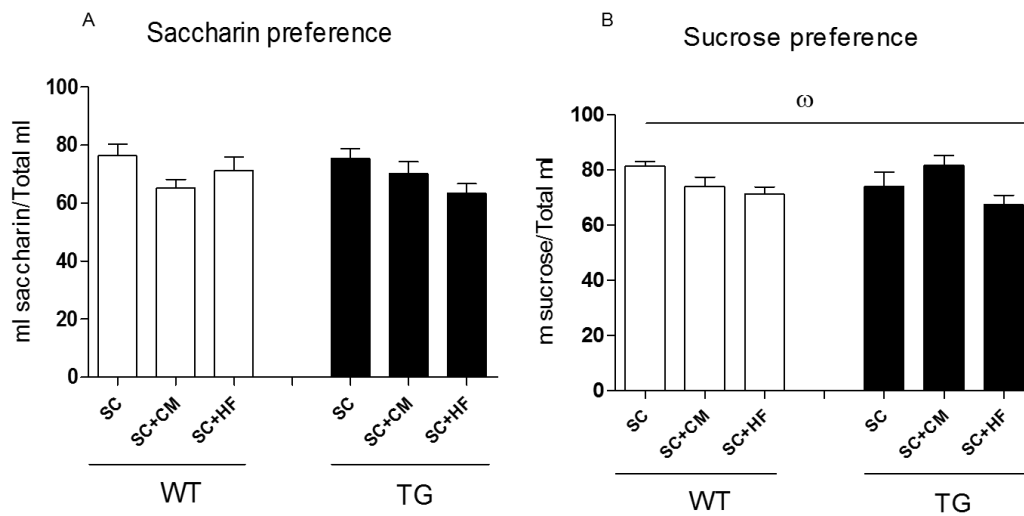 A
Saccharin preference
ml saccharin/Total ml
100
80
60
40
20
0
SC
SC+CM
SC+HF
SC
SC+CM
SC+HF
WT
TG
B
Sucrose preference
ω
m sucrose/Total ml
100
80
60
40
20
0
SC
SC+CM
SC+HF
SC
SC+CM
SC+HF
WT
TG